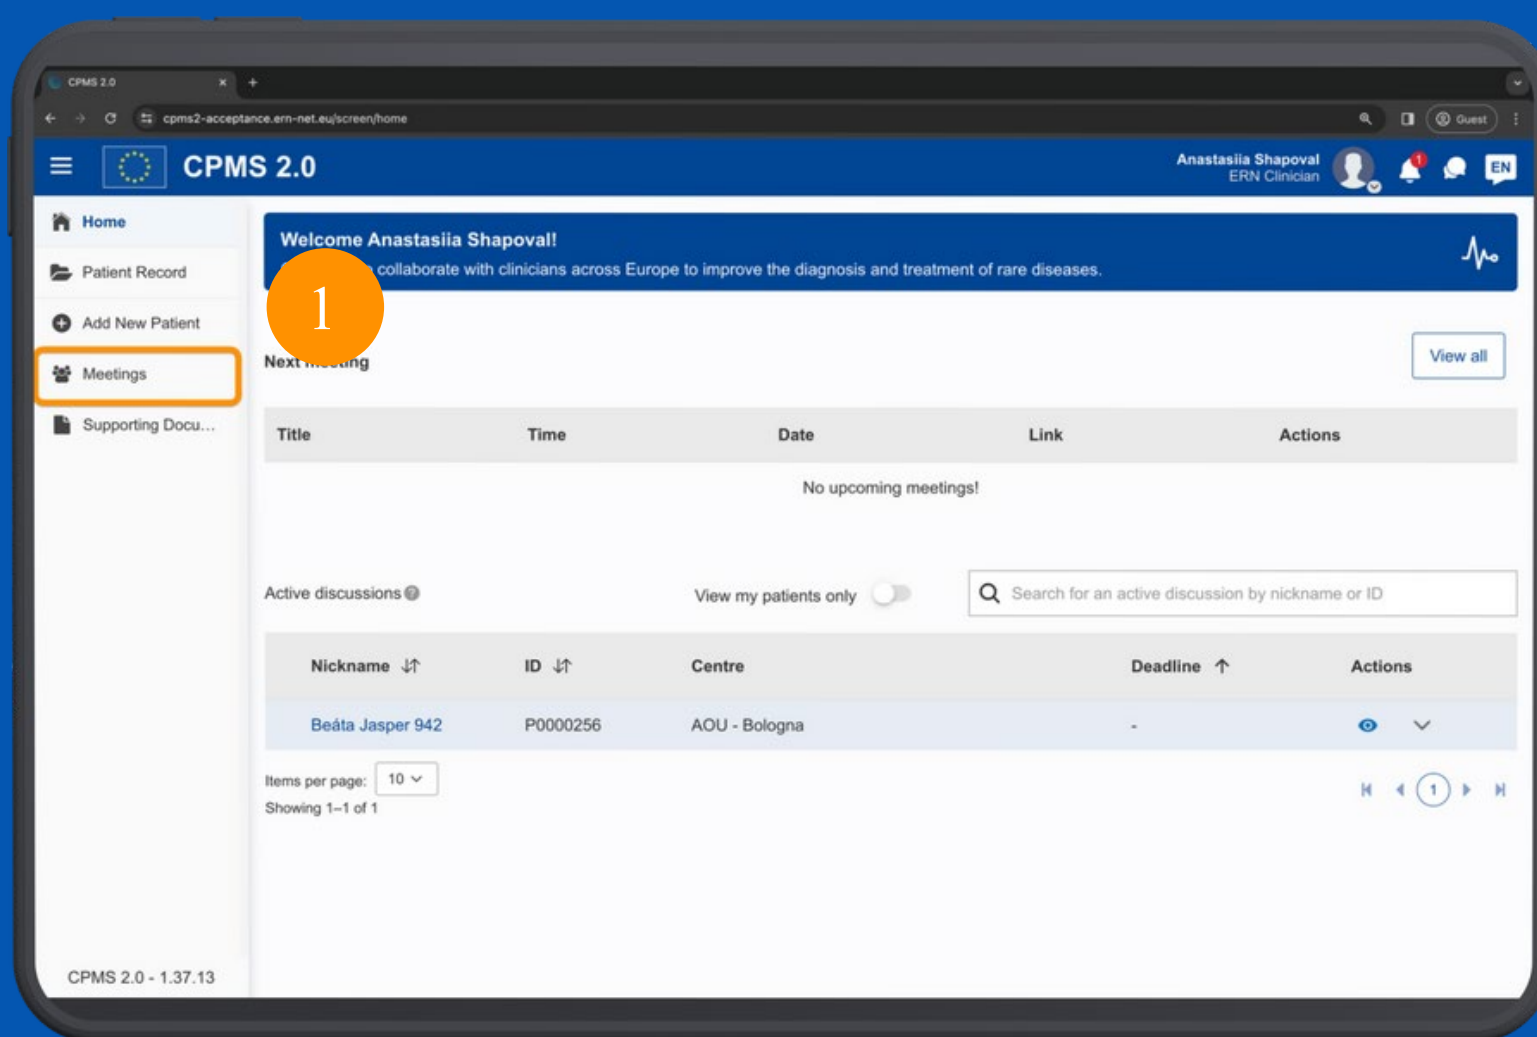 CPMS 2.0
cpms2-acceptance.ern-net.eu/screen/home
Guest
CPMS 2.0
Anastasiia Shapoval
ERN Clinician
1
EN
Home
Patient Record
Add New Patient
Meetings
Supporting Docu...
Welcome Anastasiia Shapoval!
collaborate with clinicians across Europe to improve the diagnosis and treatment of rare diseases.
1
Next meeting
View all
Title Time Date Link Actions
No upcoming meetings!
Active discussions
View my patients only
Search for an active discussion by nickname or ID
Nickname ID Centre Deadline Actions
Beáta Jasper 942 P0000256 AOU - Bologna -
Items per page: 10
Showing 1–1 of 1
1
CPMS 2.0 - 1.37.13